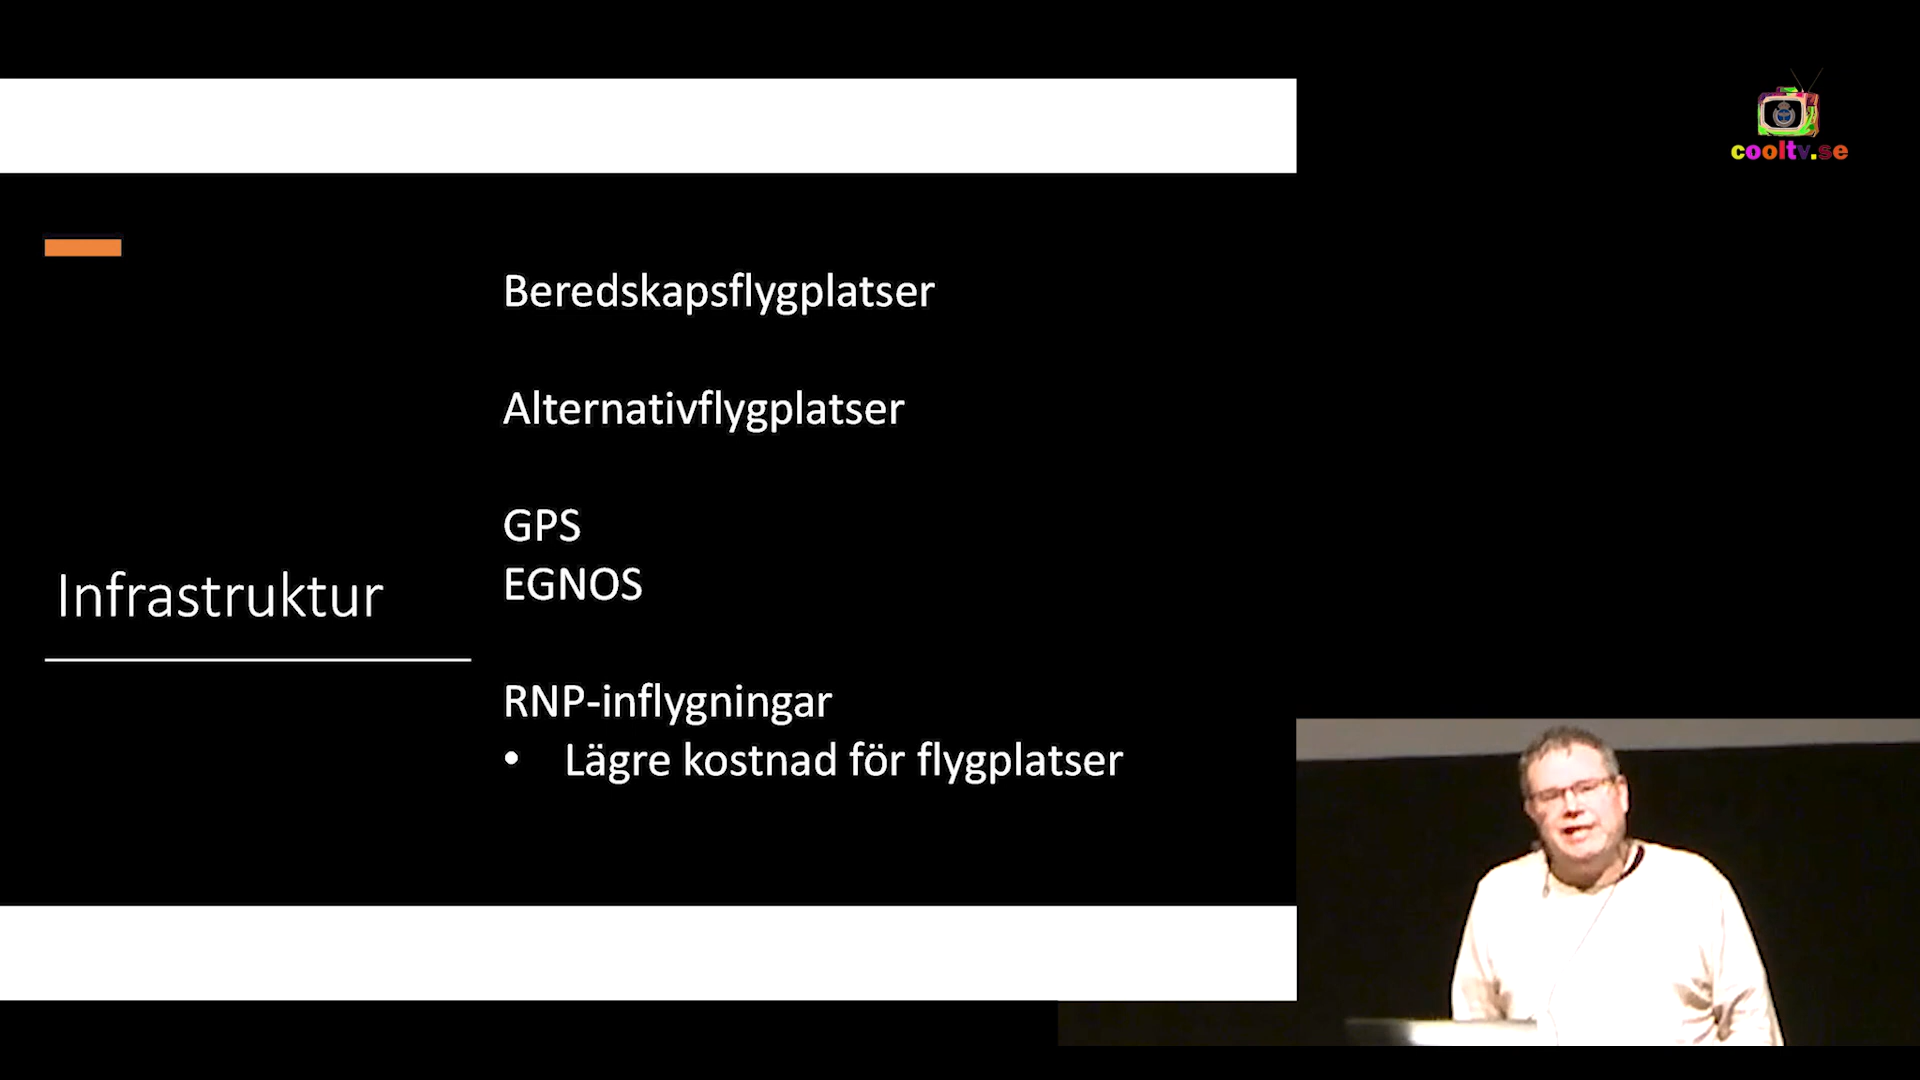 cooltv.se
Beredskapsflygplatser
Alternativflygplatser
GPS
EGNOS
Infrastruktur
RNP-inflygningar
• Lägre kostnad för flygplatser